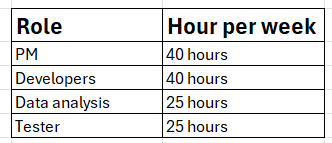 Role Hour per week
PM 40 hours
Developers 40 hours
Data analysis 25 hours
Tester 25 hours